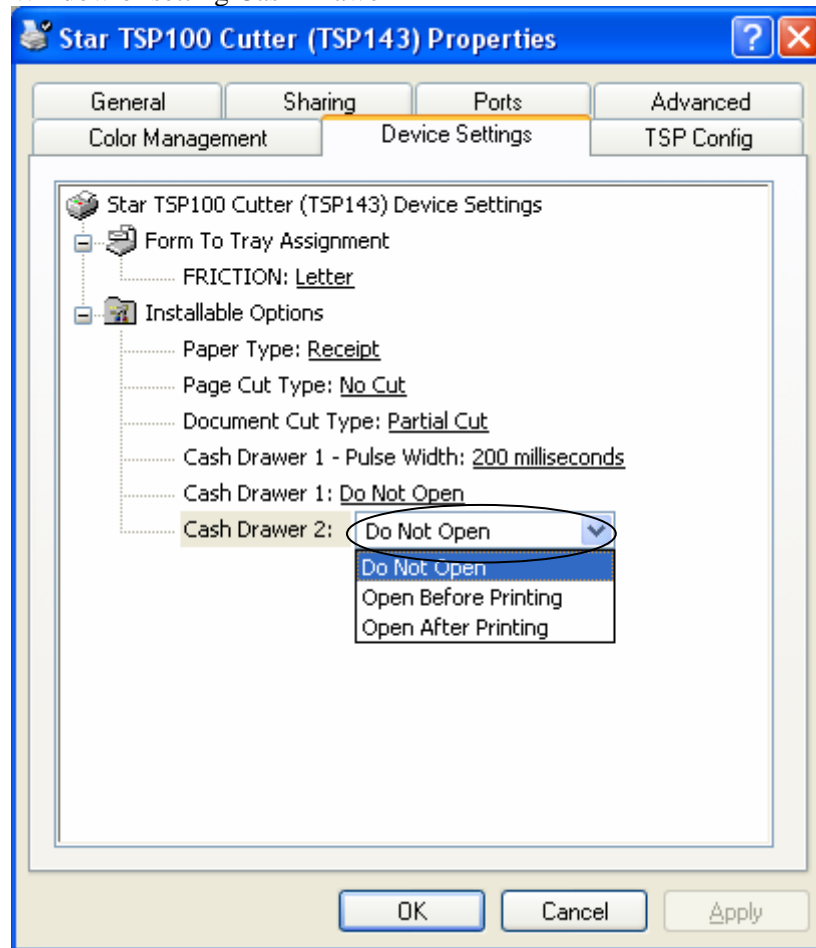 Star TSP100 Cutter (TSP143) Properties
General Sharing Ports Advanced
Color Management Device Settings TSP Config
Star TSP100 Cutter (TSP143) Device Settings
Form To Tray Assignment
FRICTION: Letter
Installable Options
Paper Type: Receipt
Page Cut Type: No Cut
Document Cut Type: Partial Cut
Cash Drawer 1 - Pulse Width: 200 milliseconds
Cash Drawer 1: Do Not Open
Cash Drawer 2: Do Not Open
Do Not Open
Open Before Printing
Open After Printing
OK Cancel Apply